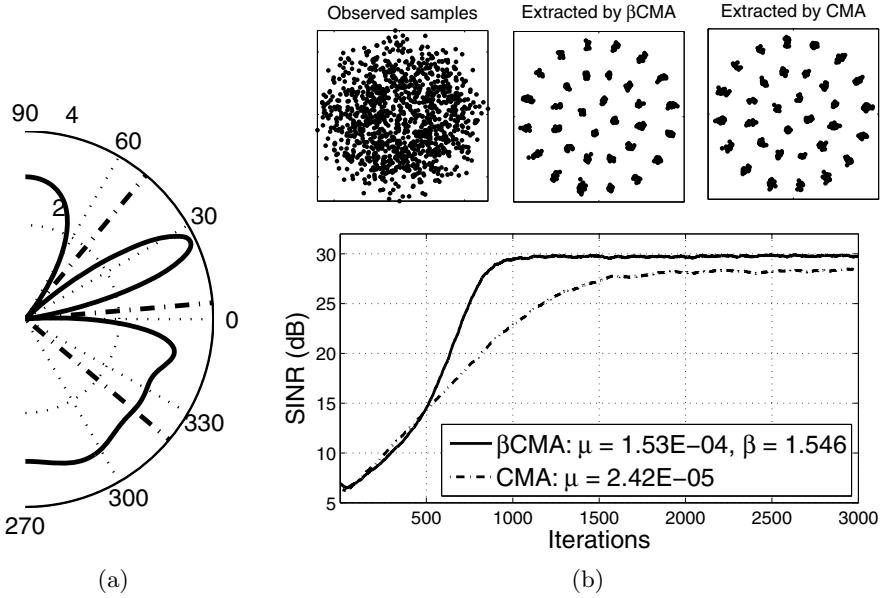 Observed samples
Extracted by βCMA
Extracted by CMA
90
4
60
2
30
0
330
300
270
(a)
SINR (dB)
30
25
20
15
10
5
500
1000
1500
2000
2500
3000
Iterations
βCMA: μ = 1.53E−04, β = 1.546
CMA: μ = 2.42E−05
(b)